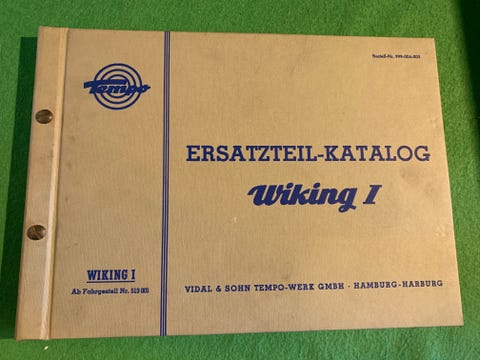 Bestell-Nr. 999-004-003
Tempo
ERSATZTEIL-KATALOG
Wiking I
WIKING I
Ab Fahrgestell Nr. 515 001
VIDAL & SOHN TEMPO-WERK GMBH · HAMBURG-HARBURG